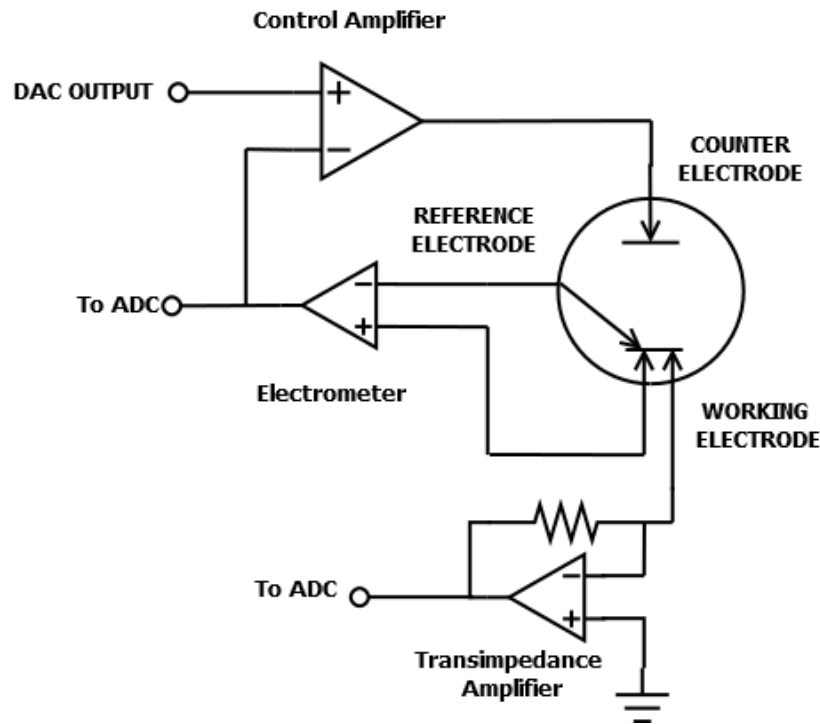 Control Amplifier
DAC OUTPUT
+
−
COUNTER
ELECTRODE
REFERENCE
ELECTRODE
To ADC
−
+
Electrometer
WORKING
ELECTRODE
To ADC
−
+
Transimpedance
Amplifier